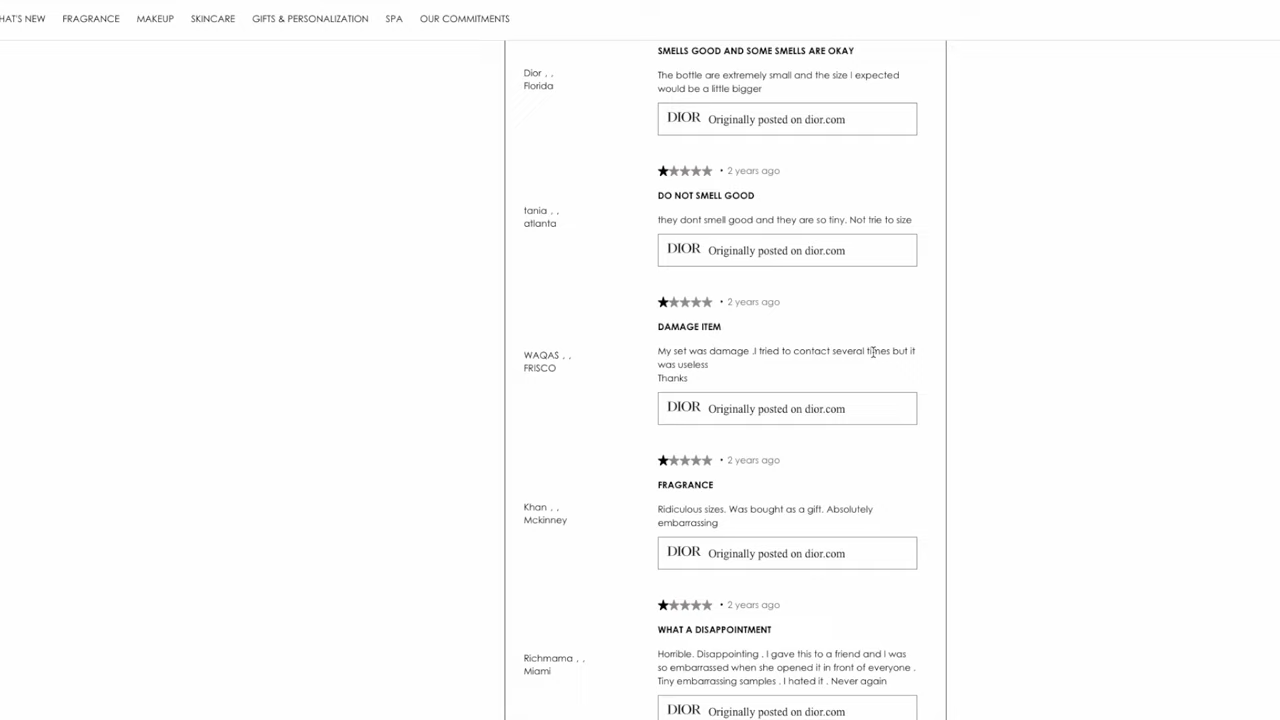 HAT'S NEW FRAGRANCE MAKEUP SKINCARE GIFTS & PERSONALIZATION SPA OUR COMMITMENTS
SMELLS GOOD AND SOME SMELLS ARE OKAY
Dior , ,
Florida
The bottle are extremely small and the size I expected
would be a little bigger
DIOR Originally posted on dior.com
• 2 years ago
DO NOT SMELL GOOD
tania , ,
atlanta
they dont smell good and they are so tiny. Not trie to size
DIOR Originally posted on dior.com
• 2 years ago
DAMAGE ITEM
WAQAS , ,
FRISCO
My set was damage .I tried to contact several times but it
was useless
Thanks
DIOR Originally posted on dior.com
• 2 years ago
FRAGRANCE
Khan , ,
Mckinney
Ridiculous sizes. Was bought as a gift. Absolutely
embarrassing
DIOR Originally posted on dior.com
• 2 years ago
WHAT A DISAPPOINTMENT
Richmama , ,
Miami
Horrible. Disappointing . I gave this to a friend and I was
so embarrassed when she opened it in front of everyone .
Tiny embarrassing samples . I hated it . Never again
DIOR Originally posted on dior.com